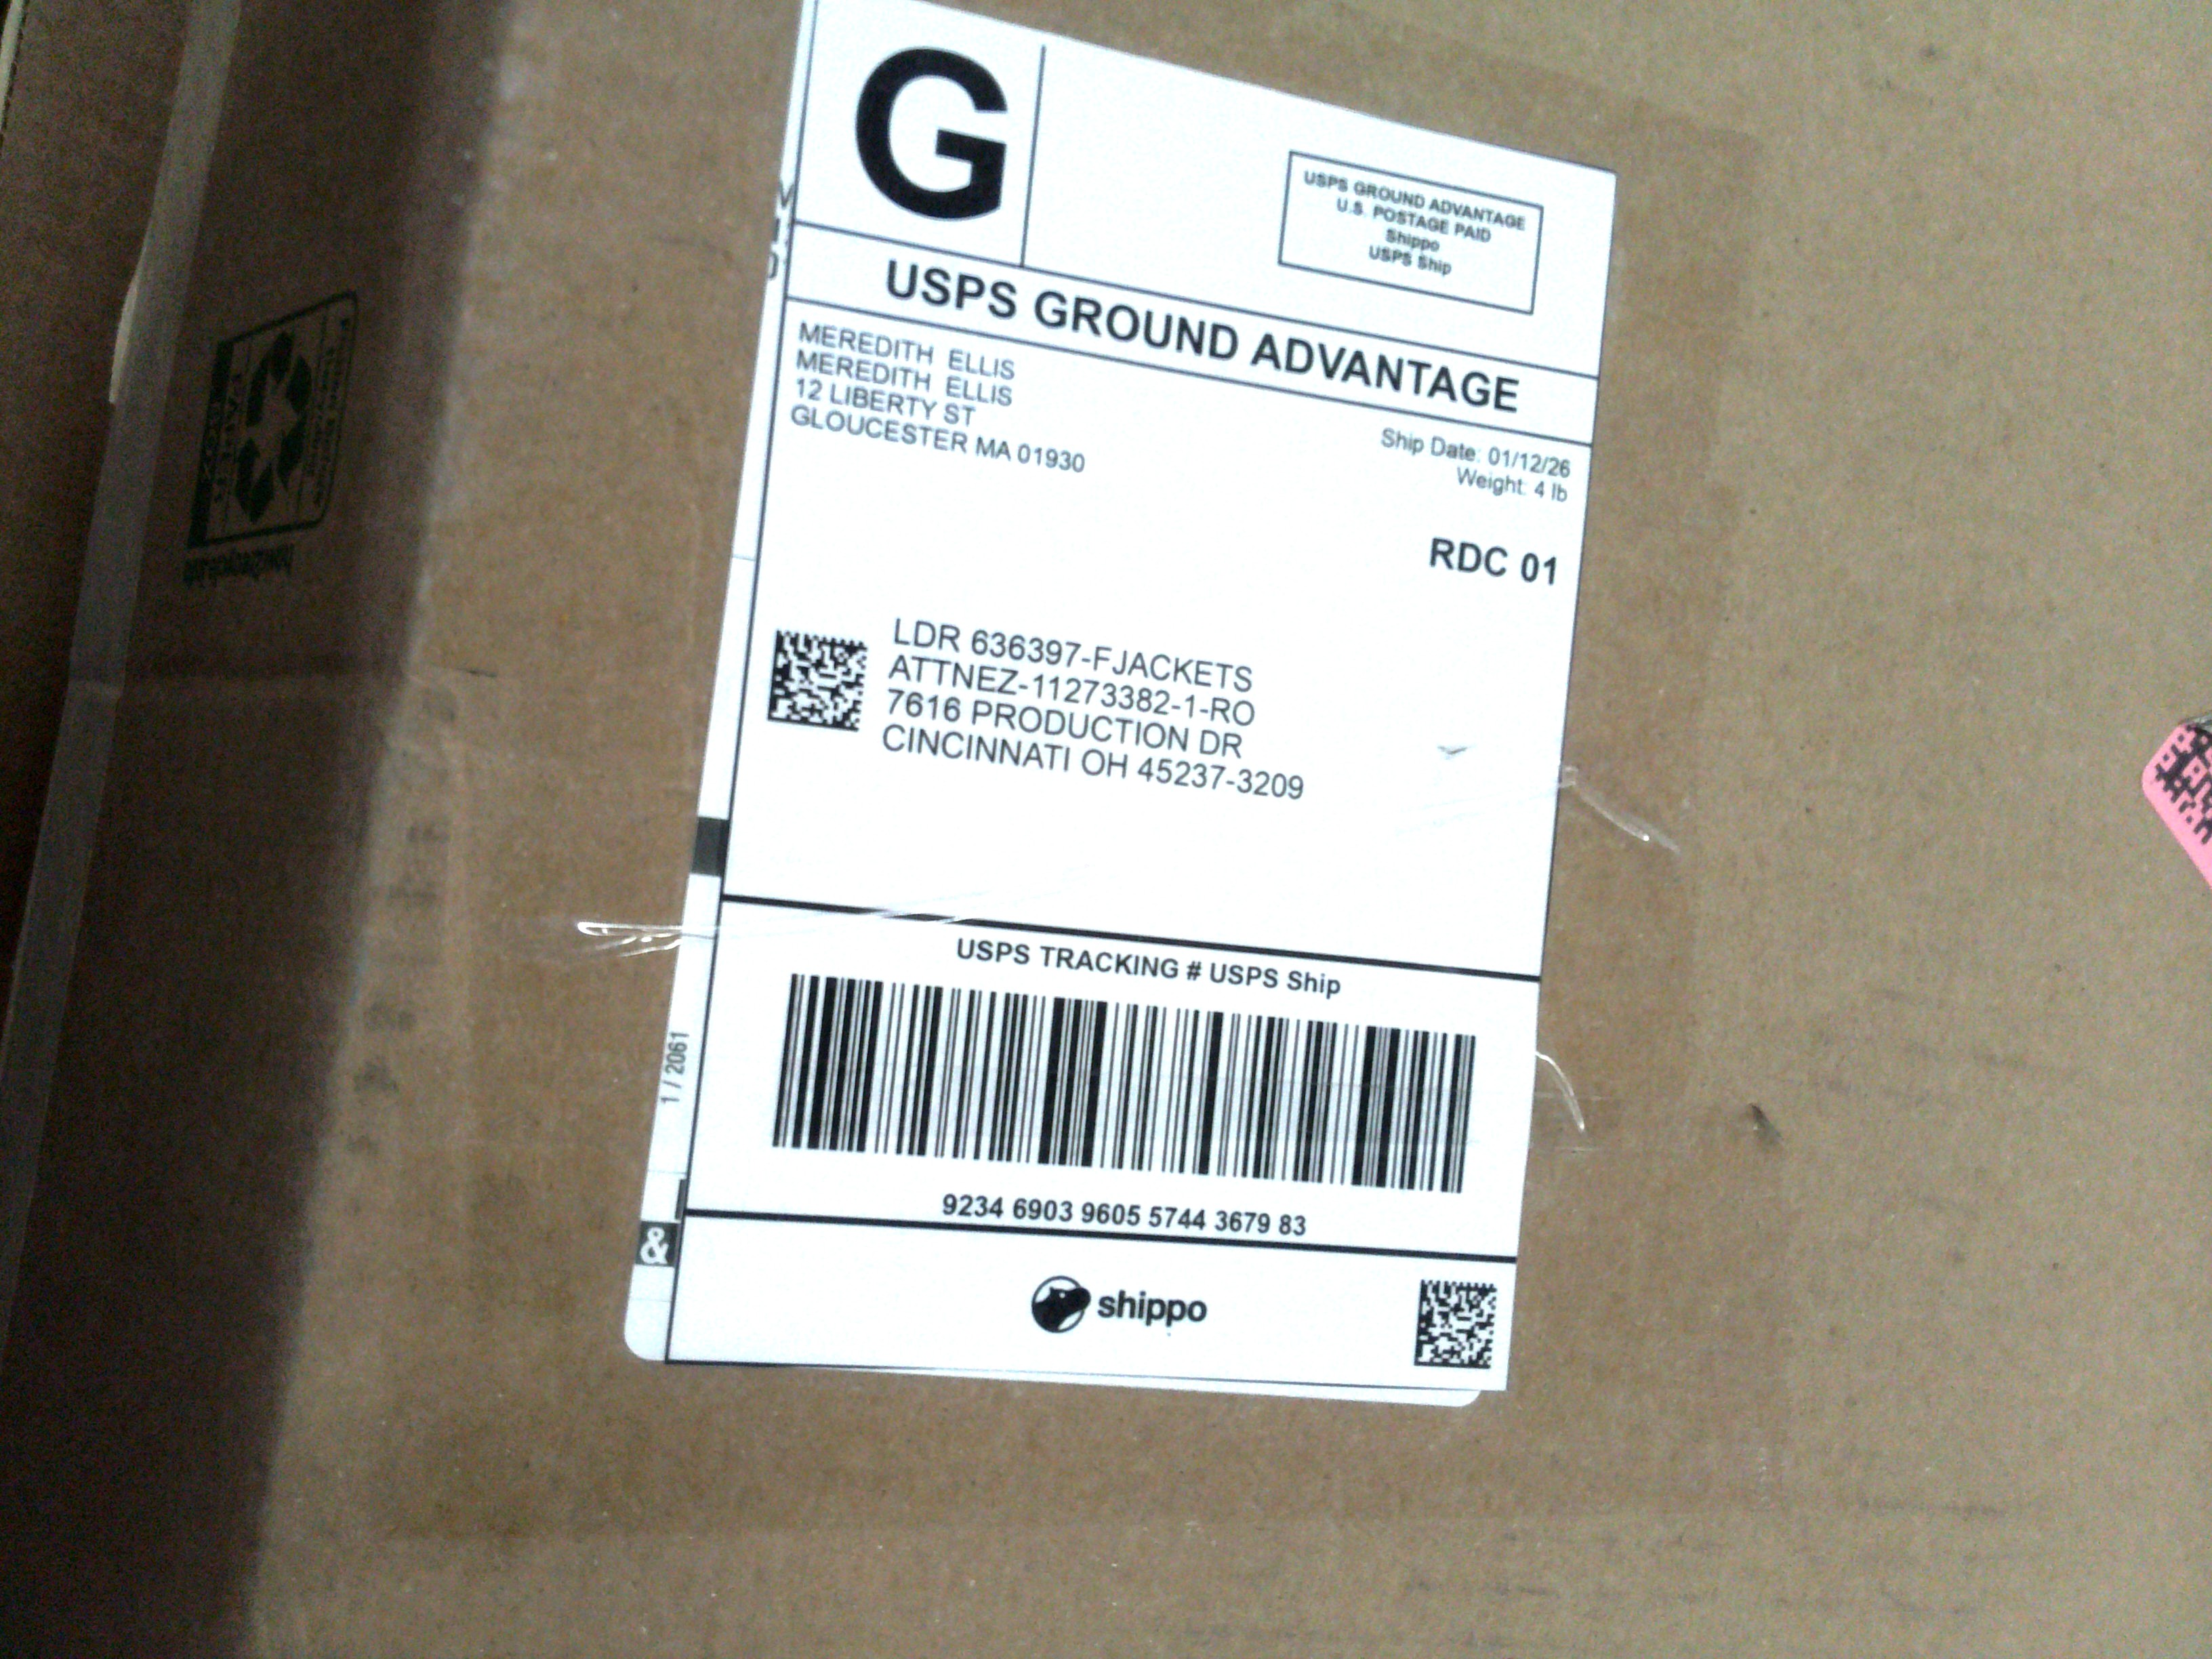 G
USPS GROUND ADVANTAGE
U.S. POSTAGE PAID
Shippo
USPS Ship
USPS GROUND ADVANTAGE
MEREDITH ELLIS
MEREDITH ELLIS
12 LIBERTY ST
GLOUCESTER MA 01930
Ship Date: 01/12/26
Weight: 4 lb
RDC 01
LDR 636397-FJACKETS
ATTNEZ-11273382-1-RO
7616 PRODUCTION DR
CINCINNATI OH 45237-3209
USPS TRACKING # USPS Ship
9234 6903 9605 5744 3679 83
shippo
1 / 2061
&